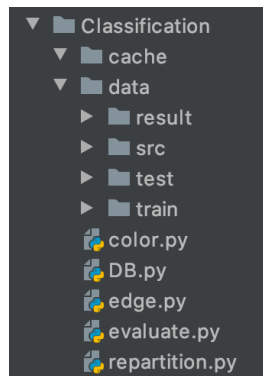 Classification
cache
data
result
src
test
train
color.py
DB.py
edge.py
evaluate.py
repartition.py